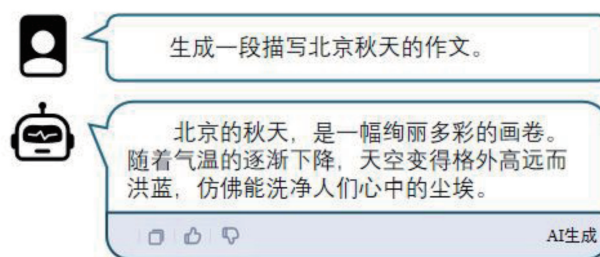 生成一段描写北京秋天的作文。
北京的秋天，是一幅绚丽多彩的画卷。
随着气温的逐渐下降，天空变得格外高远而
洪蓝，仿佛能洗净人们心中的尘埃。
AI生成